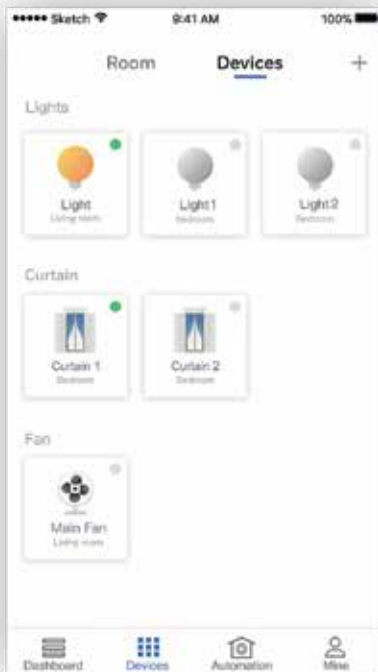 Sketch 9:41 AM 100%
Room Devices +
Lights
Light Light1 Light2
Living room Bedroom Bedroom
Curtain
Curtain 1 Curtain 2
Bedroom Bedroom
Fan
Main Fan
Living room
Dashboard Devices Automation Mine